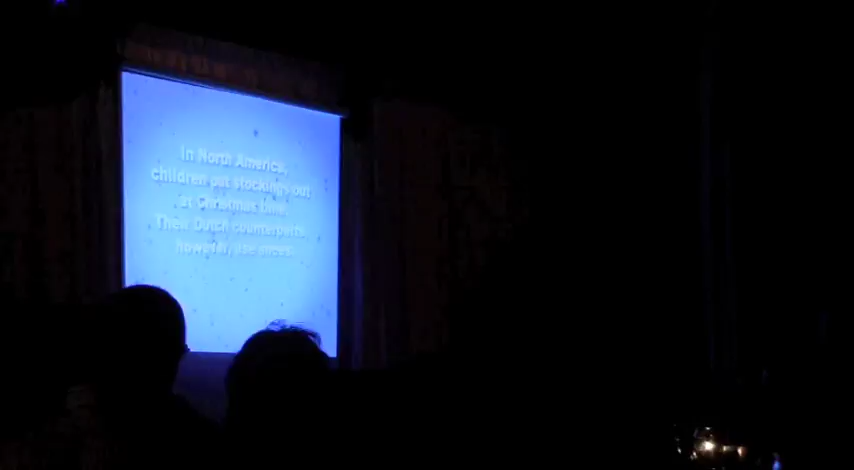 In North America,
children put stockings out
at Christmas time.
Their Dutch counterparts,
however, use shoes.